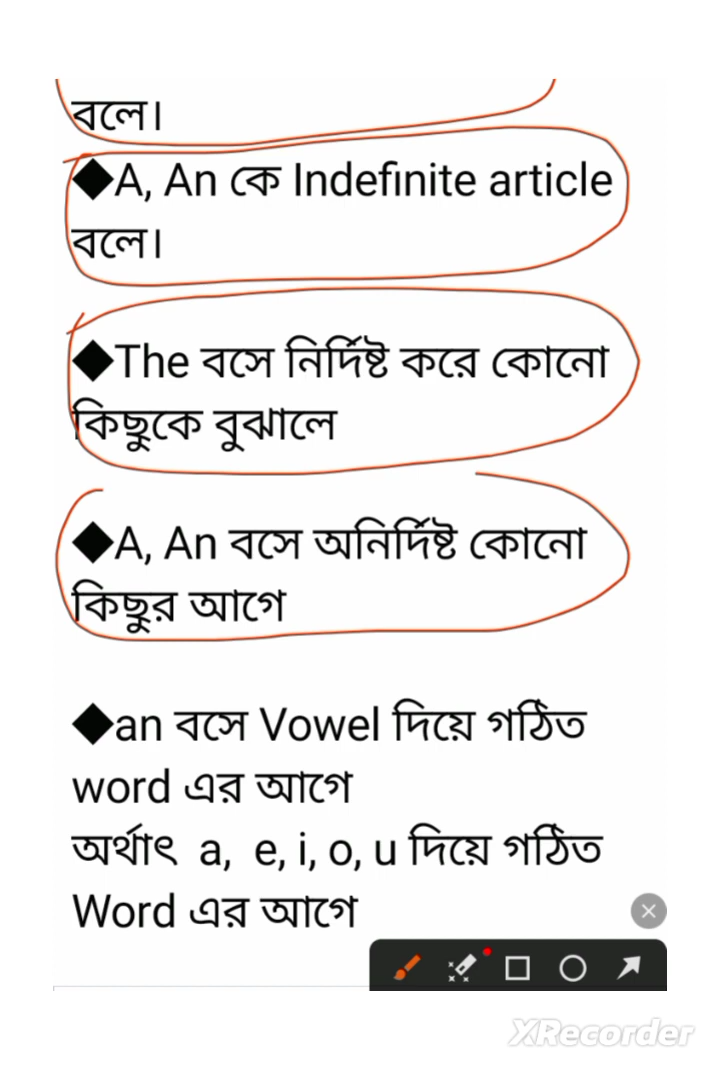 বলে।
◆A, An কে Indefinite article
বলে।
◆The বসে নির্দিষ্ট করে কোনো
কিছুকে বুঝালে
◆A, An বসে অনির্দিষ্ট কোনো
কিছুর আগে
◆an বসে Vowel দিয়ে গঠিত
word এর আগে
অর্থাৎ a, e, i, o, u দিয়ে গঠিত
Word এর আগে
XRecorder